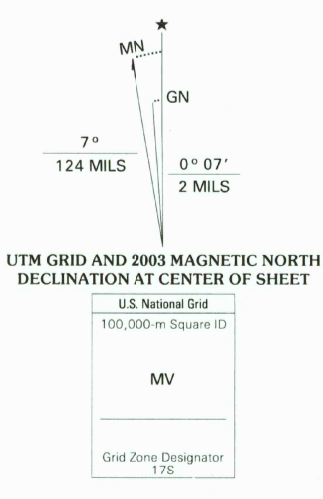 ★
MN
GN
7°
124 MILS
0° 07′
2 MILS
UTM GRID AND 2003 MAGNETIC NORTH
DECLINATION AT CENTER OF SHEET
U.S. National Grid
100,000-m Square ID
MV
Grid Zone Designator
17S